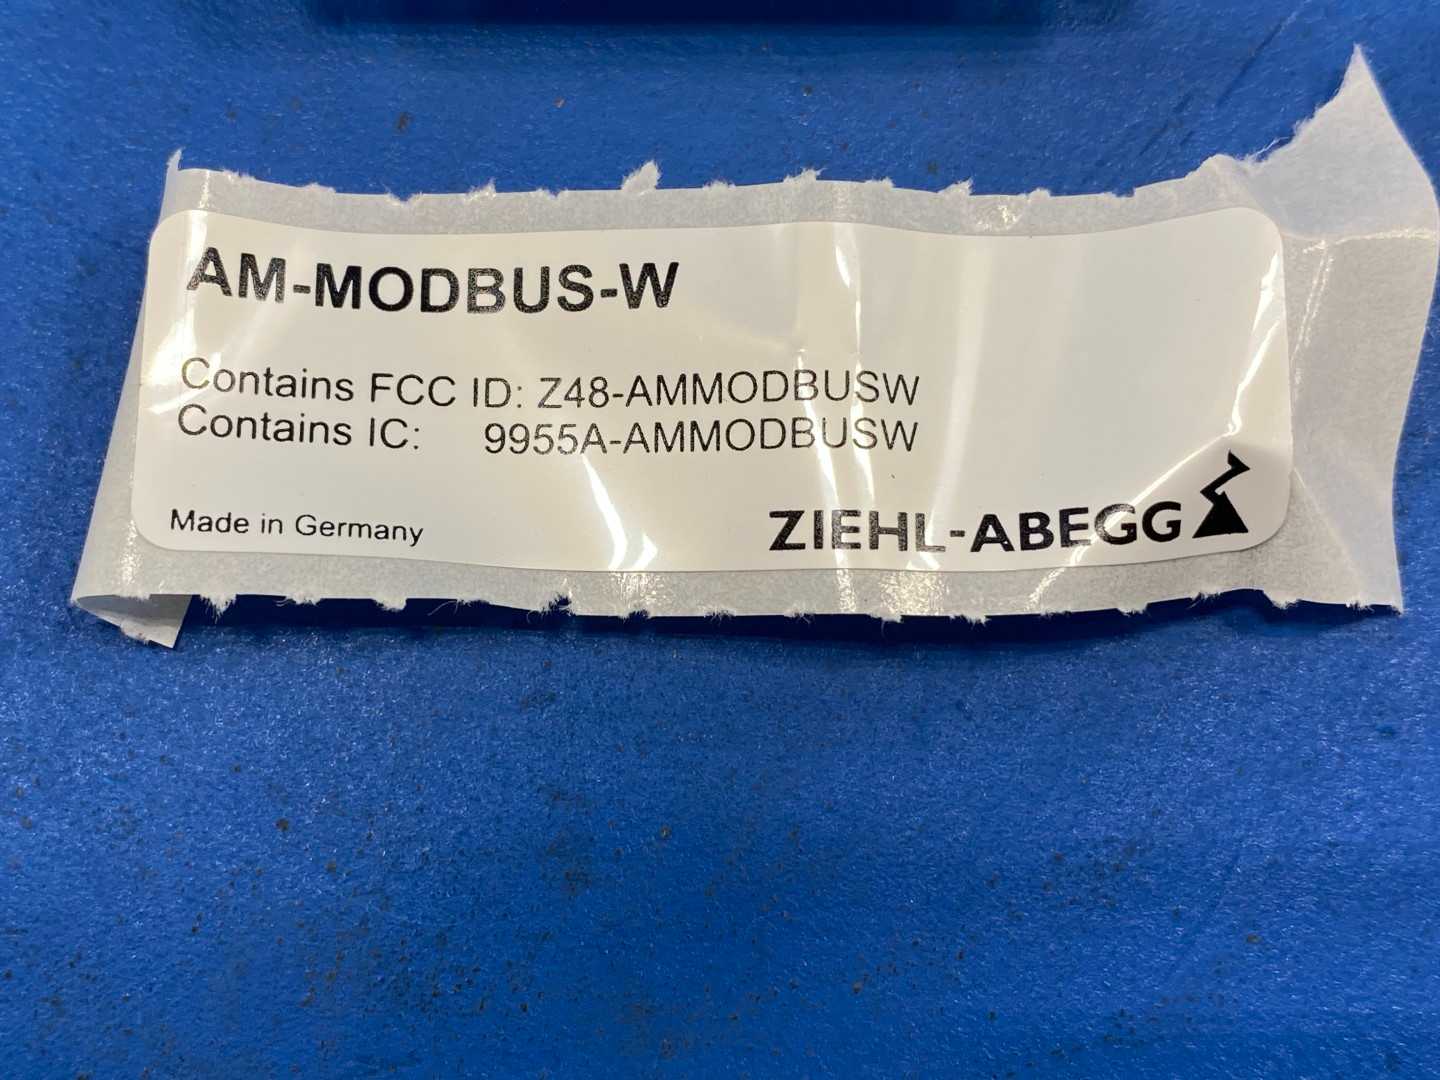 AM-MODBUS-W
Contains FCC ID: Z48-AMMODBUSW
Contains IC: 9955A-AMMODBUSW
Made in Germany
ZIEHL-ABEGG